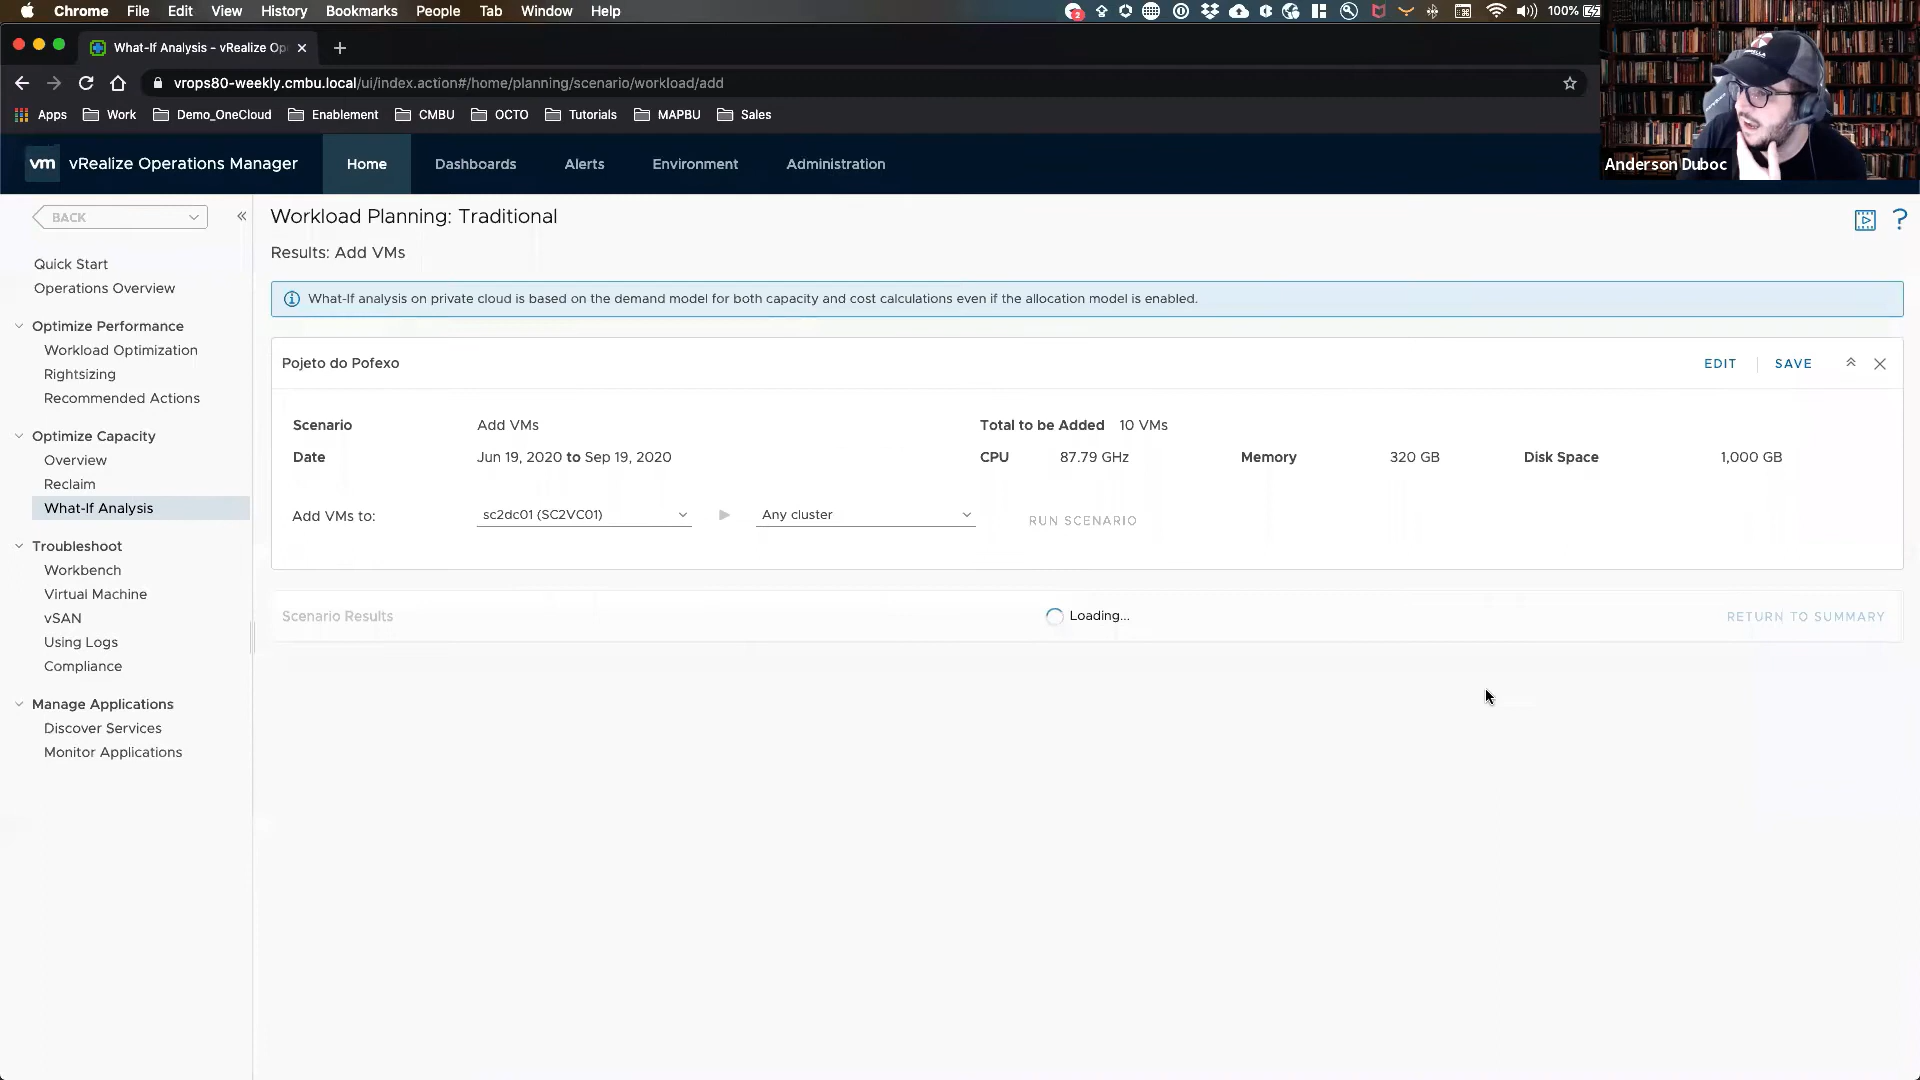 Chrome File Edit View History Bookmarks People Tab Window Help 2 100%
What-If Analysis - vRealize Op
vrops80-weekly.cmbu.local/ui/index.action#/home/planning/scenario/workload/add
Apps Work Demo_OneCloud Enablement CMBU OCTO Tutorials MAPBU Sales
Anderson Duboc
vm vRealize Operations Manager Home Dashboards Alerts Environment Administration
BACK
Workload Planning: Traditional
Results: Add VMs
Quick Start
Operations Overview
Optimize Performance
Workload Optimization
Rightsizing
Recommended Actions
Optimize Capacity
Overview
Reclaim
What-If Analysis
Troubleshoot
Workbench
Virtual Machine
vSAN
Using Logs
Compliance
Manage Applications
Discover Services
Monitor Applications
What-If analysis on private cloud is based on the demand model for both capacity and cost calculations even if the allocation model is enabled.
Pojeto do Pofexo EDIT SAVE
Scenario Add VMs Total to be Added 10 VMs
Date Jun 19, 2020 to Sep 19, 2020 CPU 87.79 GHz Memory 320 GB Disk Space 1,000 GB
Add VMs to: sc2dc01 (SC2VC01) Any cluster RUN SCENARIO
Scenario Results Loading... RETURN TO SUMMARY